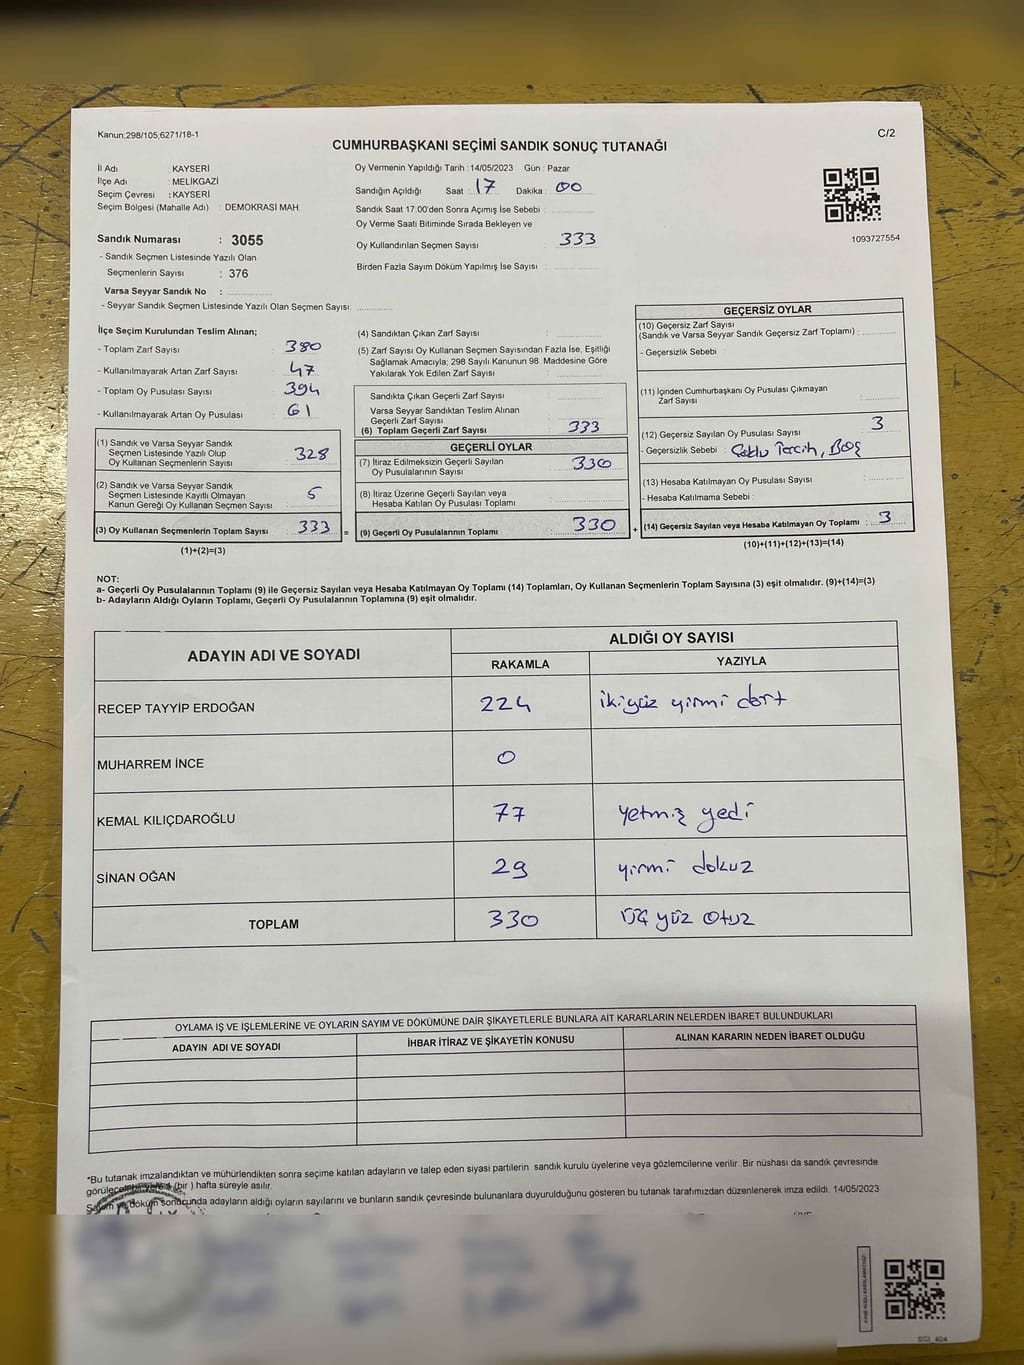 Kanun;298/105;6271/18-1
C/2
CUMHURBAŞKANI SEÇİMİ SANDIK SONUÇ TUTANAĞI
İl Adı : KAYSERİ
İlçe Adı : MELİKGAZİ
Seçim Çevresi : KAYSERİ
Seçim Bölgesi (Mahalle Adı) : DEMOKRASİ MAH.
Sandık Numarası : 3055
- Sandık Seçmen Listesinde Yazılı Olan
Seçmenlerin Sayısı : 376
Varsa Seyyar Sandık No :
- Seyyar Sandık Seçmen Listesinde Yazılı Olan Seçmen Sayısı:
Oy Vermenin Yapıldığı Tarih : 14/05/2023 Gün : Pazar
Sandığın Açıldığı Saat : 17 Dakika : 00
Sandık Saat 17:00'den Sonra Açımış İse Sebebi :
Oy Verme Saati Bitiminde Sırada Bekleyen ve
Oy Kullandırılan Seçmen Sayısı : 333
Birden Fazla Sayım Döküm Yapılmış İse Sayısı :
1093727554
İlçe Seçim Kurulundan Teslim Alınan;
- Toplam Zarf Sayısı : 380
- Kullanılmayarak Artan Zarf Sayısı : 47
- Toplam Oy Pusulası Sayısı : 394
- Kullanılmayarak Artan Oy Pusulası : 61
(1) Sandık ve Varsa Seyyar Sandık
Seçmen Listesinde Yazılı Olup
Oy Kullanan Seçmenlerin Sayısı : 328
(2) Sandık ve Varsa Seyyar Sandık
Seçmen Listesinde Kayıtlı Olmayan
Kanun Gereği Oy Kullanan Seçmen Sayısı : 5
(3) Oy Kullanan Seçmenlerin Toplam Sayısı : 333 =
(1)+(2)=(3)
(4) Sandıktan Çıkan Zarf Sayısı :
(5) Zarf Sayısı Oy Kullanan Seçmen Sayısından Fazla İse, Eşitliği
Sağlamak Amacıyla; 298 Sayılı Kanunun 98. Maddesine Göre
Yakılarak Yok Edilen Zarf Sayısı :
Sandıkta Çıkan Geçerli Zarf Sayısı :
Varsa Seyyar Sandıktan Teslim Alınan
Geçerli Zarf Sayısı :
(6) Toplam Geçerli Zarf Sayısı : 333
GEÇERLİ OYLAR
(7) İtiraz Edilmeksizin Geçerli Sayılan
Oy Pusulalarının Sayısı : 330
(8) İtiraz Üzerine Geçerli Sayılan veya
Hesaba Katılan Oy Pusulası Toplamı :
(9) Geçerli Oy Pusulalarının Toplamı : 330 +
GEÇERSİZ OYLAR
(10) Geçersiz Zarf Sayısı
(Sandık ve Varsa Seyyar Sandık Geçersiz Zarf Toplamı) :
- Geçersizlik Sebebi :
(11) İçinden Cumhurbaşkanı Oy Pusulası Çıkmayan
Zarf Sayısı :
(12) Geçersiz Sayılan Oy Pusulası Sayısı : 3
- Geçersizlik Sebebi : Çoklu Tercih, Boş
(13) Hesaba Katılmayan Oy Pusulası Sayısı :
- Hesaba Katılmama Sebebi :
(14) Geçersiz Sayılan veya Hesaba Katılmayan Oy Toplamı : 3
(10)+(11)+(12)+(13)=(14)
NOT:
a- Geçerli Oy Pusulalarının Toplamı (9) ile Geçersiz Sayılan veya Hesaba Katılmayan Oy Toplamı (14) Toplamları, Oy Kullanan Seçmenlerin Toplam Sayısına (3) eşit olmalıdır. (9)+(14)=(3)
b- Adayların Aldığı Oyların Toplamı, Geçerli Oy Pusulalarının Toplamına (9) eşit olmalıdır.
ADAYIN ADI VE SOYADI
ALDIĞI OY SAYISI
RAKAMLA YAZIYLA
RECEP TAYYİP ERDOĞAN 224 ikiyüz yirmi dört
MUHARREM İNCE 0
KEMAL KILIÇDAROĞLU 77 yetmiş yedi
SİNAN OĞAN 29 yirmi dokuz
TOPLAM 330 üç yüz otuz
OYLAMA İŞ VE İŞLEMLERİNE VE OYLARIN SAYIM VE DÖKÜMÜNE DAİR ŞİKAYETLERLE BUNLARA AİT KARARLARIN NELERDEN İBARET BULUNDUKLARI
ADAYIN ADI VE SOYADI İHBAR İTİRAZ VE ŞİKAYETİN KONUSU ALINAN KARARIN NEDEN İBARET OLDUĞU
*Bu tutanak imzalandıktan ve mühürlendikten sonra seçime katılan adayların ve talep eden siyasi partilerin sandık kurulu üyelerine veya gözlemcilerine verilir. Bir nüshası da sandık çevresinde
görülecek bir yere 1 (bir ) hafta süreyle asılır.
Sayım ve döküm sonucunda adayların aldığı oyların sayılarını ve bunların sandık çevresinde bulunanlara duyurulduğunu gösteren bu tutanak tarafımızdan düzenlenerek imza edildi. 14/05/2023